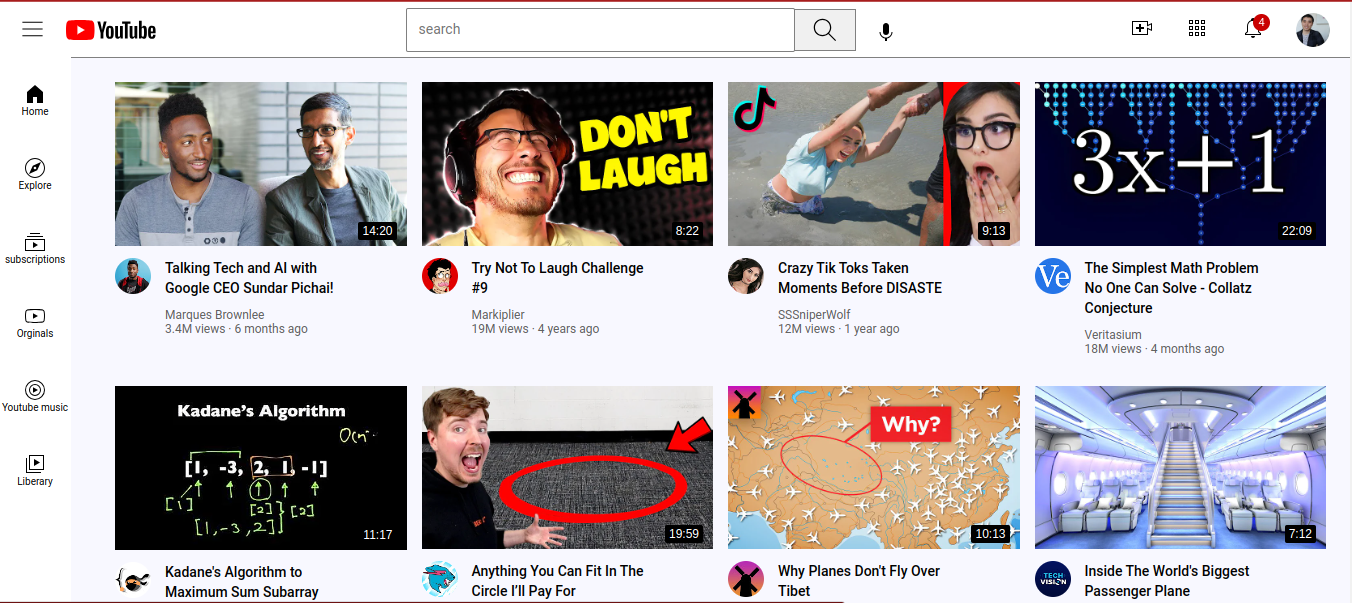 YouTube
search
4
Home
Explore
subscriptions
Orginals
Youtube music
Liberary
14:20
DON'T
LAUGH
8:22
9:13
3x+1
22:09
Talking Tech and AI with
Google CEO Sundar Pichai!
Marques Brownlee
3.4M views · 6 months ago
Try Not To Laugh Challenge
#9
Markiplier
19M views · 4 years ago
Crazy Tik Toks Taken
Moments Before DISASTE
SSSniperWolf
12M views · 1 year ago
Ve
The Simplest Math Problem
No One Can Solve - Collatz
Conjecture
Veritasium
18M views · 4 months ago
Kadane's Algorithm
[1, -3, 2, 1, -1]
[1] [2] [2]
[1, -3, 2]
11:17
19:59
Why?
10:13
7:12
Kadane's Algorithm to
Maximum Sum Subarray
Anything You Can Fit In The
Circle I'll Pay For
Why Planes Don't Fly Over
Tibet
TECH
VISION
Inside The World's Biggest
Passenger Plane